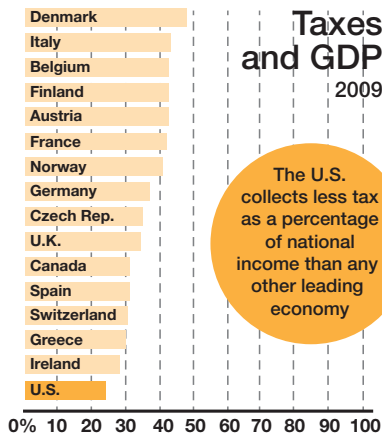 Denmark
Italy
Belgium
Finland
Austria
France
Norway
Germany
Czech Rep.
U.K.
Canada
Spain
Switzerland
Greece
Ireland
U.S.
0% 10 20 30 40 50 60 70 80 90 100
Taxes
and GDP
2009
The U.S.
collects less tax
as a percentage
of national
income than any
other leading
economy